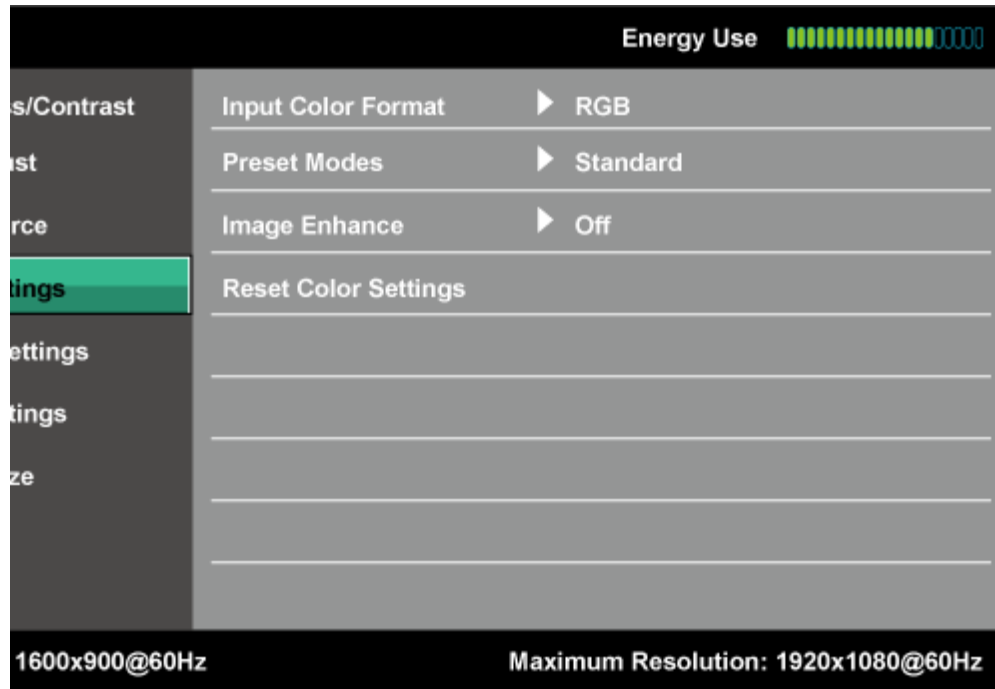 Energy Use
s/Contrast
Input Color Format RGB
ust
Preset Modes Standard
rce
Image Enhance Off
tings
Reset Color Settings
ettings
tings
ze
1600x900@60Hz Maximum Resolution: 1920x1080@60Hz